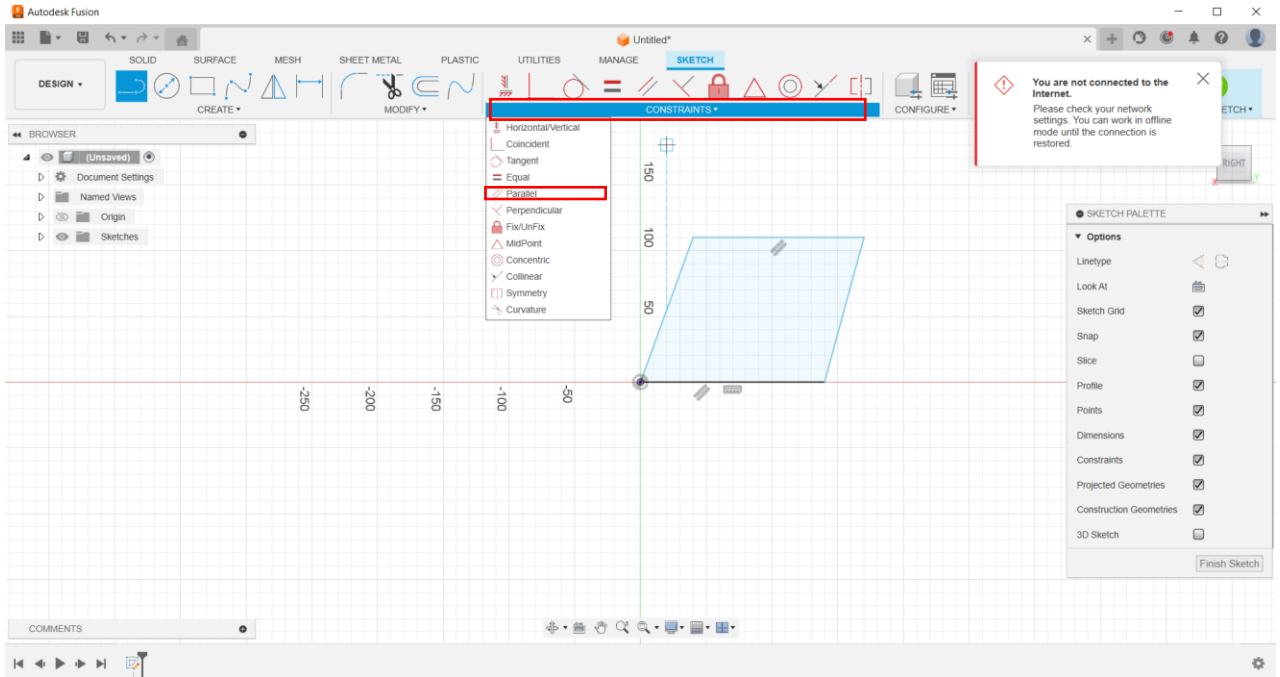 Autodesk Fusion
Untitled*
SOLID SURFACE MESH SHEET METAL PLASTIC UTILITIES MANAGE SKETCH
DESIGN
CREATE MODIFY CONSTRAINTS CONFIGURE ETCH
You are not connected to the
Internet.
Please check your network
settings. You can work in offline
mode until the connection is
restored.
BROWSER
(Unsaved)
Document Settings
Named Views
Origin
Sketches
Horizontal/Vertical
Coincident
Tangent
Equal
Parallel
Perpendicular
Fix/UnFix
MidPoint
Concentric
Collinear
Symmetry
Curvature
150
100
50
-250
-200
-150
-100
-50
RIGHT
X
Y
SKETCH PALETTE
Options
Linetype
Look At
Sketch Grid
Snap
Slice
Profile
Points
Dimensions
Constraints
Projected Geometries
Construction Geometries
3D Sketch
Finish Sketch
COMMENTS